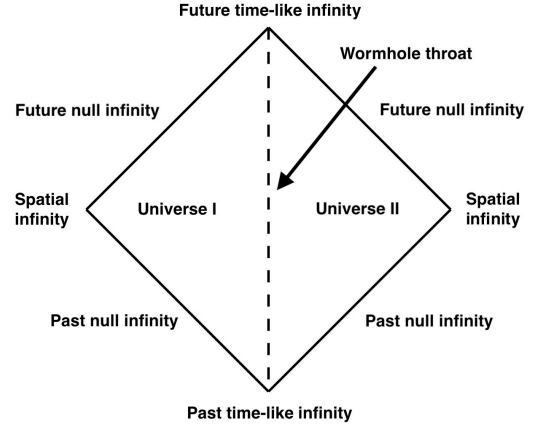 Future time-like infinity
Wormhole throat
Future null infinity
Future null infinity
Spatial
infinity
Universe I
Universe II
Spatial
infinity
Past null infinity
Past null infinity
Past time-like infinity